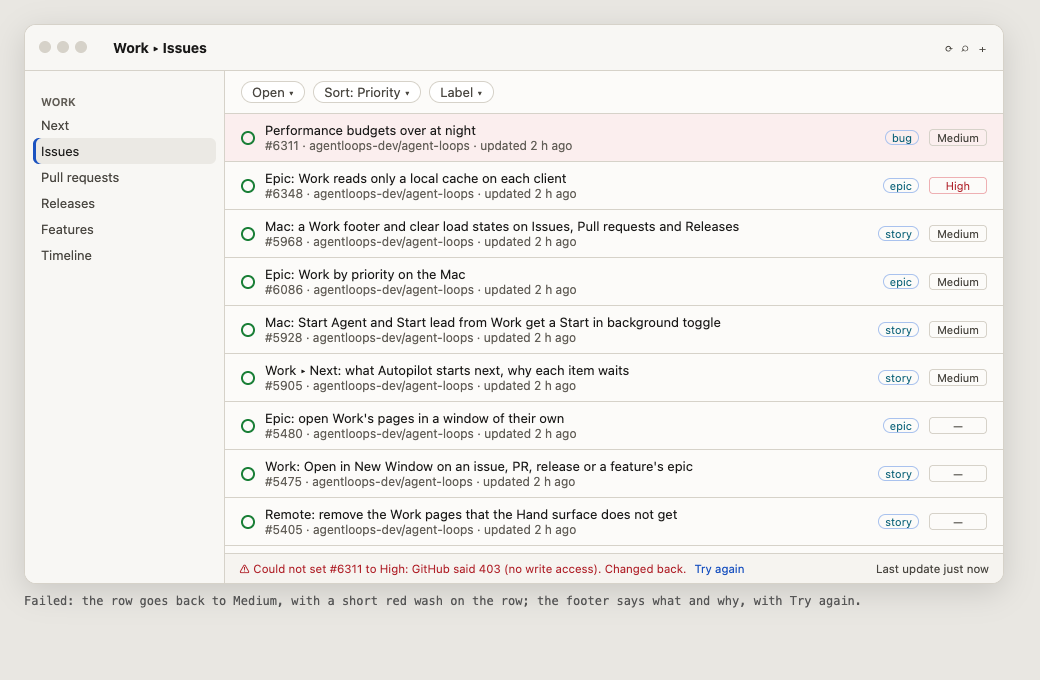 Work ▸ Issues
WORK
Next
Issues
Pull requests
Releases
Features
Timeline
Open ▾
Sort: Priority ▾
Label ▾
Performance budgets over at night
#6311 · agentloops-dev/agent-loops · updated 2 h ago
bug
Medium
Epic: Work reads only a local cache on each client
#6348 · agentloops-dev/agent-loops · updated 2 h ago
epic
High
Mac: a Work footer and clear load states on Issues, Pull requests and Releases
#5968 · agentloops-dev/agent-loops · updated 2 h ago
story
Medium
Epic: Work by priority on the Mac
#6086 · agentloops-dev/agent-loops · updated 2 h ago
epic
Medium
Mac: Start Agent and Start lead from Work get a Start in background toggle
#5928 · agentloops-dev/agent-loops · updated 2 h ago
story
Medium
Work ▸ Next: what Autopilot starts next, why each item waits
#5905 · agentloops-dev/agent-loops · updated 2 h ago
story
Medium
Epic: open Work's pages in a window of their own
#5480 · agentloops-dev/agent-loops · updated 2 h ago
epic
—
Work: Open in New Window on an issue, PR, release or a feature's epic
#5475 · agentloops-dev/agent-loops · updated 2 h ago
story
—
Remote: remove the Work pages that the Hand surface does not get
#5405 · agentloops-dev/agent-loops · updated 2 h ago
story
—
⚠ Could not set #6311 to High: GitHub said 403 (no write access). Changed back. Try again
Last update just now
Failed: the row goes back to Medium, with a short red wash on the row; the footer says what and why, with Try again.